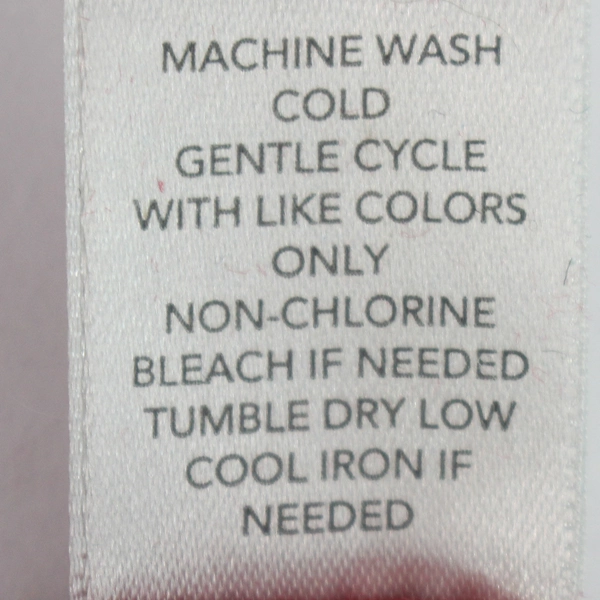 MACHINE WASH
COLD
GENTLE CYCLE
WITH LIKE COLORS
ONLY
NON-CHLORINE
BLEACH IF NEEDED
TUMBLE DRY LOW
COOL IRON IF
NEEDED